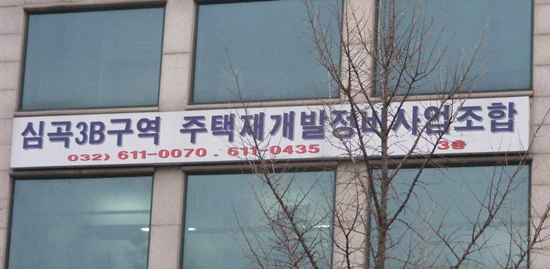 심곡3B구역 주택재개발정비사업조합
032) 611-0070 . 611-0435 3층